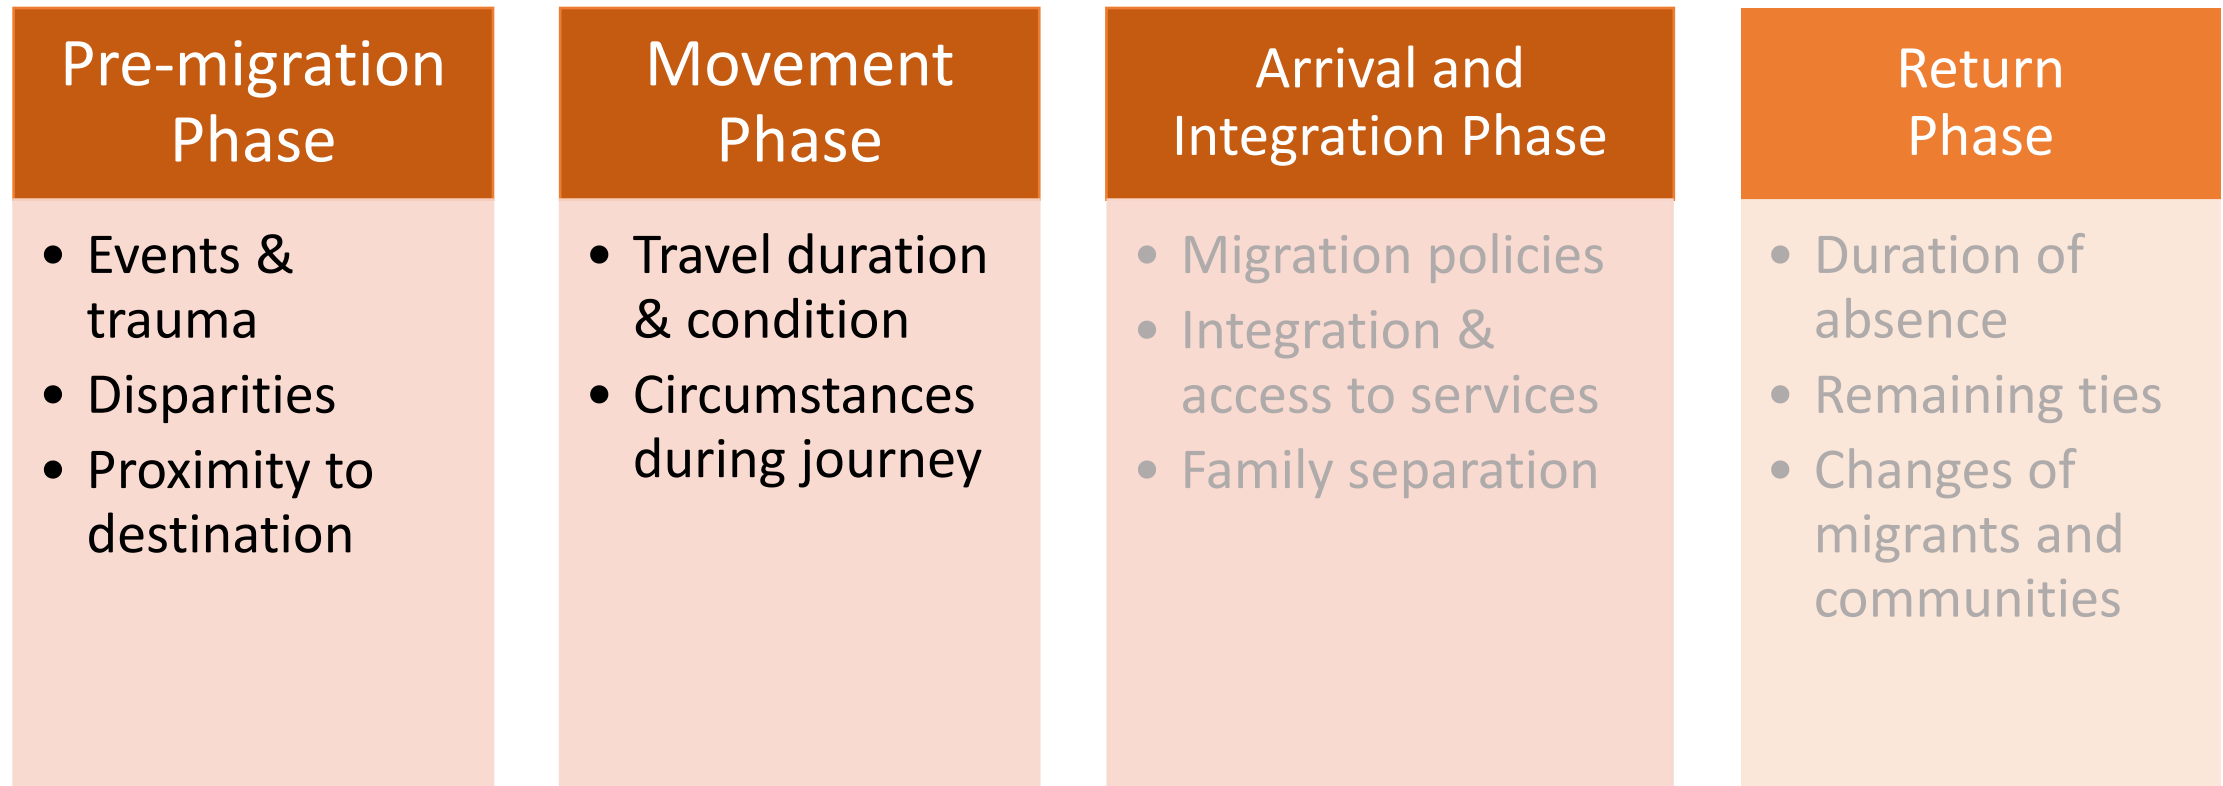 Pre-migration
Phase
• Events &
trauma
• Disparities
• Proximity to
destination
Movement
Phase
• Travel duration
& condition
• Circumstances
during journey
Arrival and
Integration Phase
• Migration policies
• Integration &
access to services
• Family separation
Return
Phase
• Duration of
absence
• Remaining ties
• Changes of
migrants and
communities